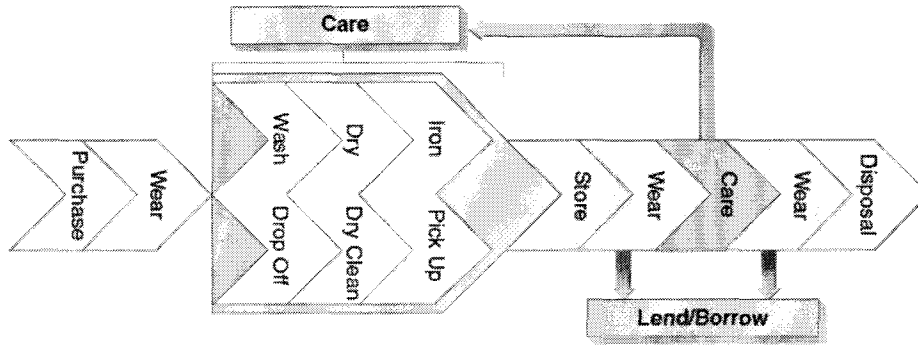 Care
Purchase
Wear
Wash
Dry
Iron
Drop Off
Dry Clean
Pick Up
Store
Wear
Care
Wear
Disposal
Lend/Borrow